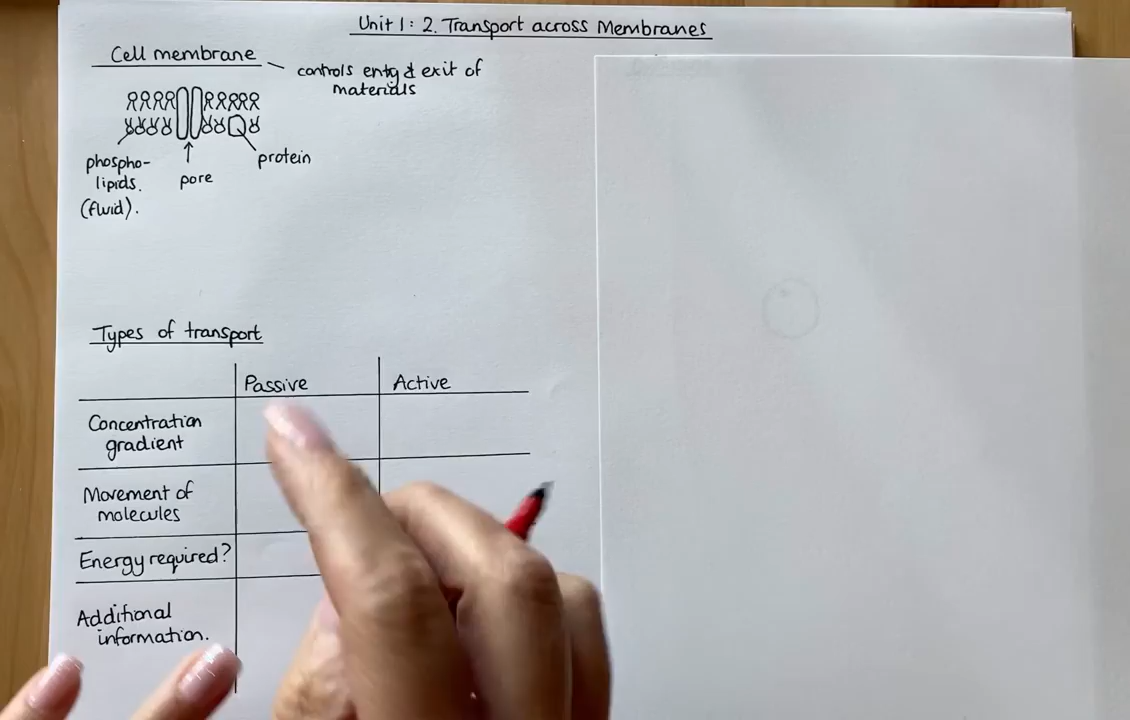 Unit 1: 2. Transport across Membranes
Cell membrane
controls entry & exit of
materials
phospho-
lipids.
(fluid).
pore
protein
Types of transport
Passive
Active
Concentration
gradient
Movement of
molecules
Energy required?
Additional
information.